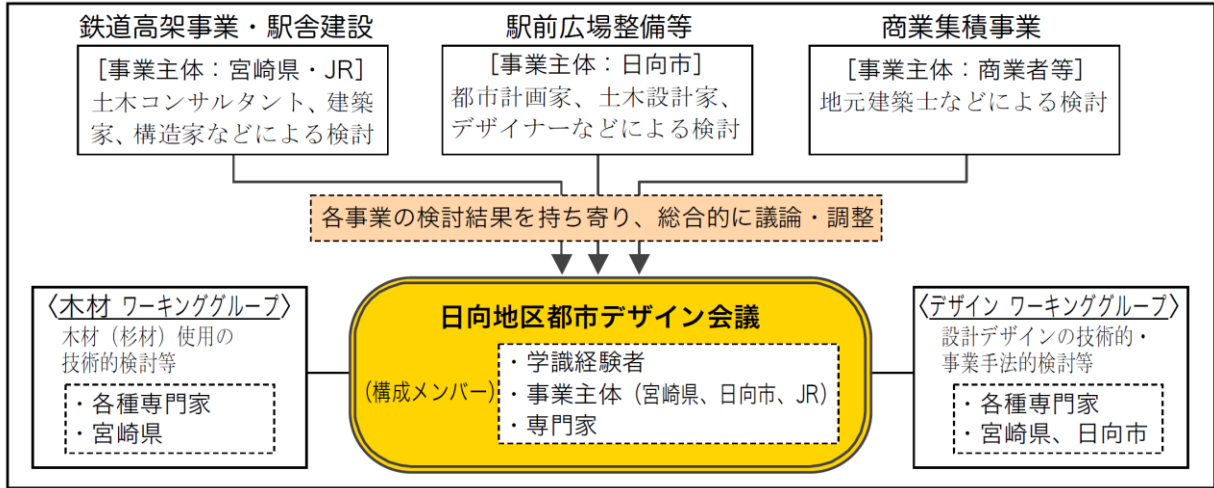 鉄道高架事業・駅舎建設
[事業主体:宮崎県・JR]
土木コンサルタント、建築
家、構造家などによる検討
駅前広場整備等
[事業主体:日向市]
都市計画家、土木設計家、
デザイナーなどによる検討
商業集積事業
[事業主体:商業者等]
地元建築士などによる検討
各事業の検討結果を持ち寄り、総合的に議論・調整
〈木材 ワーキンググループ〉
木材(杉材)使用の
技術的検討等
・各種専門家
・宮崎県
日向地区都市デザイン会議
(構成メンバー)
・学識経験者
・事業主体(宮崎県、日向市、JR)
・専門家
〈デザイン ワーキンググループ〉
設計デザインの技術的・
事業手法的検討等
・各種専門家
・宮崎県、日向市